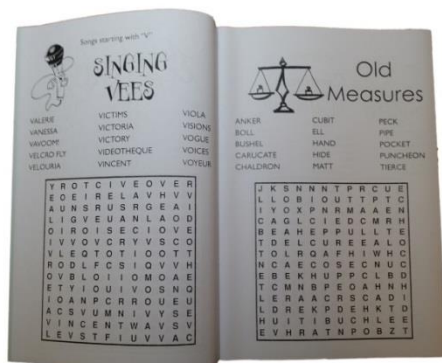 Songs starting with "V"
SINGING
VEES
VALERIE VICTIMS VIOLA
VANESSA VICTORIA VISIONS
VAVOOM! VICTORY VOGUE
VELCRO FLY VIDEOTHEQUE VOICES
VELOURIA VINCENT VOYEUR
Y R O T C I V E O V E R
E O E I R E L A V H V V
A U N S R U S R G E A I
L I G V E U A N L A O D
O I R O I S E C I O V E
I V V O V C R Y V S C O
V L E Q T O T I O O T T
R O D L F C S I Q V V H
O V B L O I I O M O A E
E T Y I O U I V O S N Q
I O A N P C R R O U E U
A C S V U M N I V Y S E
V I N C E N T W A V S V
L E V S T F I U V V A C
Old
Measures
ANKER CUBIT PECK
BOLL ELL PIPE
BUSHEL HAND POCKET
CARUCATE HIDE PUNCHEON
CHALDRON MATT TIERCE
J K S N N N T P R C U E
L L O B I O U T T P T C
I Y O X P N R M A A E N
C A G L C I E D C M R H
B E A H E P P U L L T E
T D E L C U R E E A L O
T O L R Q A F H I W H C
N C A E C O S E C N U C
E B E K H U P P C L B D
T C M N B P E O A H N H
L E R A A C R S C A D I
L D R E K P D E H K T D
H U I T I B U C H L E E
E V H R A T N P O B Z T